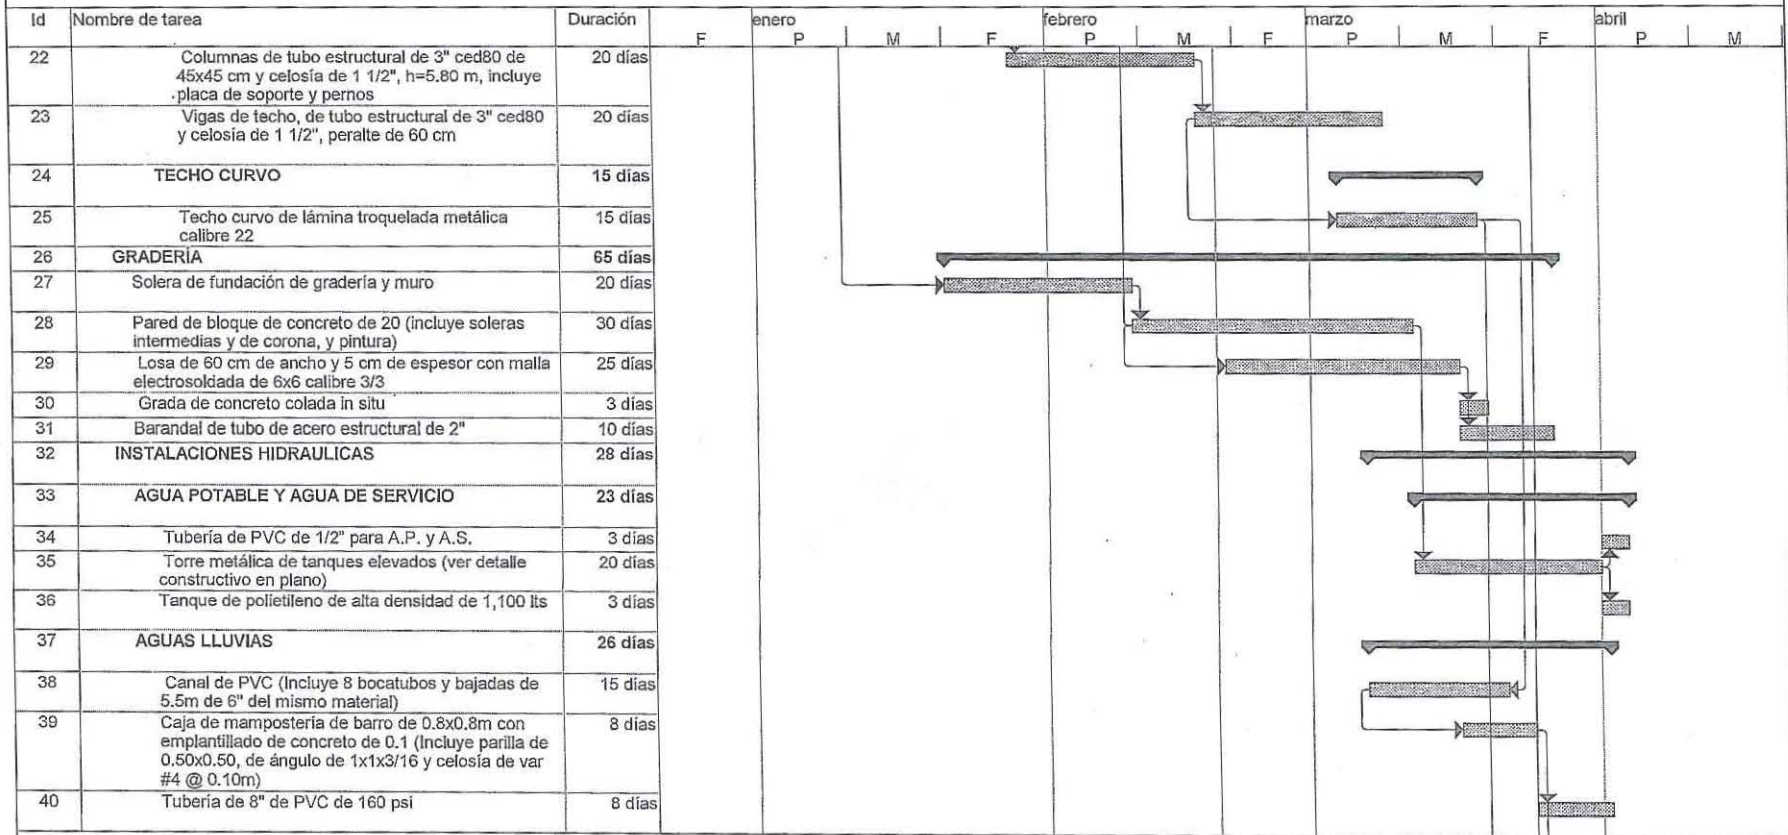 Id Nombre de tarea Duración enero febrero marzo abril
F P M F P M F P M F P M
22 Columnas de tubo estructural de 3" ced80 de 20 días
45x45 cm y celosía de 1 1/2", h=5.80 m, incluye
placa de soporte y pernos
23 Vigas de techo, de tubo estructural de 3" ced80 20 días
y celosía de 1 1/2", peralte de 60 cm
24 TECHO CURVO 15 días
25 Techo curvo de lámina troquelada metálica 15 días
calibre 22
26 GRADERÍA 65 días
27 Solera de fundación de gradería y muro 20 días
28 Pared de bloque de concreto de 20 (incluye soleras 30 días
intermedias y de corona, y pintura)
29 Losa de 60 cm de ancho y 5 cm de espesor con malla 25 días
electrosoldada de 6x6 calibre 3/3
30 Grada de concreto colada in situ 3 días
31 Barandal de tubo de acero estructural de 2" 10 días
32 INSTALACIONES HIDRAULICAS 28 días
33 AGUA POTABLE Y AGUA DE SERVICIO 23 días
34 Tubería de PVC de 1/2" para A.P. y A.S. 3 días
35 Torre metálica de tanques elevados (ver detalle 20 días
constructivo en plano)
36 Tanque de polietileno de alta densidad de 1,100 lts 3 días
37 AGUAS LLUVIAS 26 días
38 Canal de PVC (Incluye 8 bocatubos y bajadas de 15 días
5.5m de 6" del mismo material)
39 Caja de mampostería de barro de 0.8x0.8m con 8 días
emplantillado de concreto de 0.1 (Incluye parilla de
0.50x0.50, de ángulo de 1x1x3/16 y celosía de var
#4 @ 0.10m)
40 Tubería de 8" de PVC de 160 psi 8 días